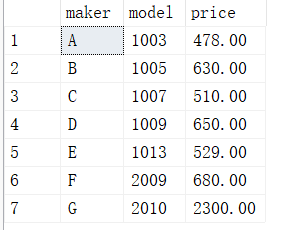 maker model price
1 A 1003 478.00
2 B 1005 630.00
3 C 1007 510.00
4 D 1009 650.00
5 E 1013 529.00
6 F 2009 680.00
7 G 2010 2300.00